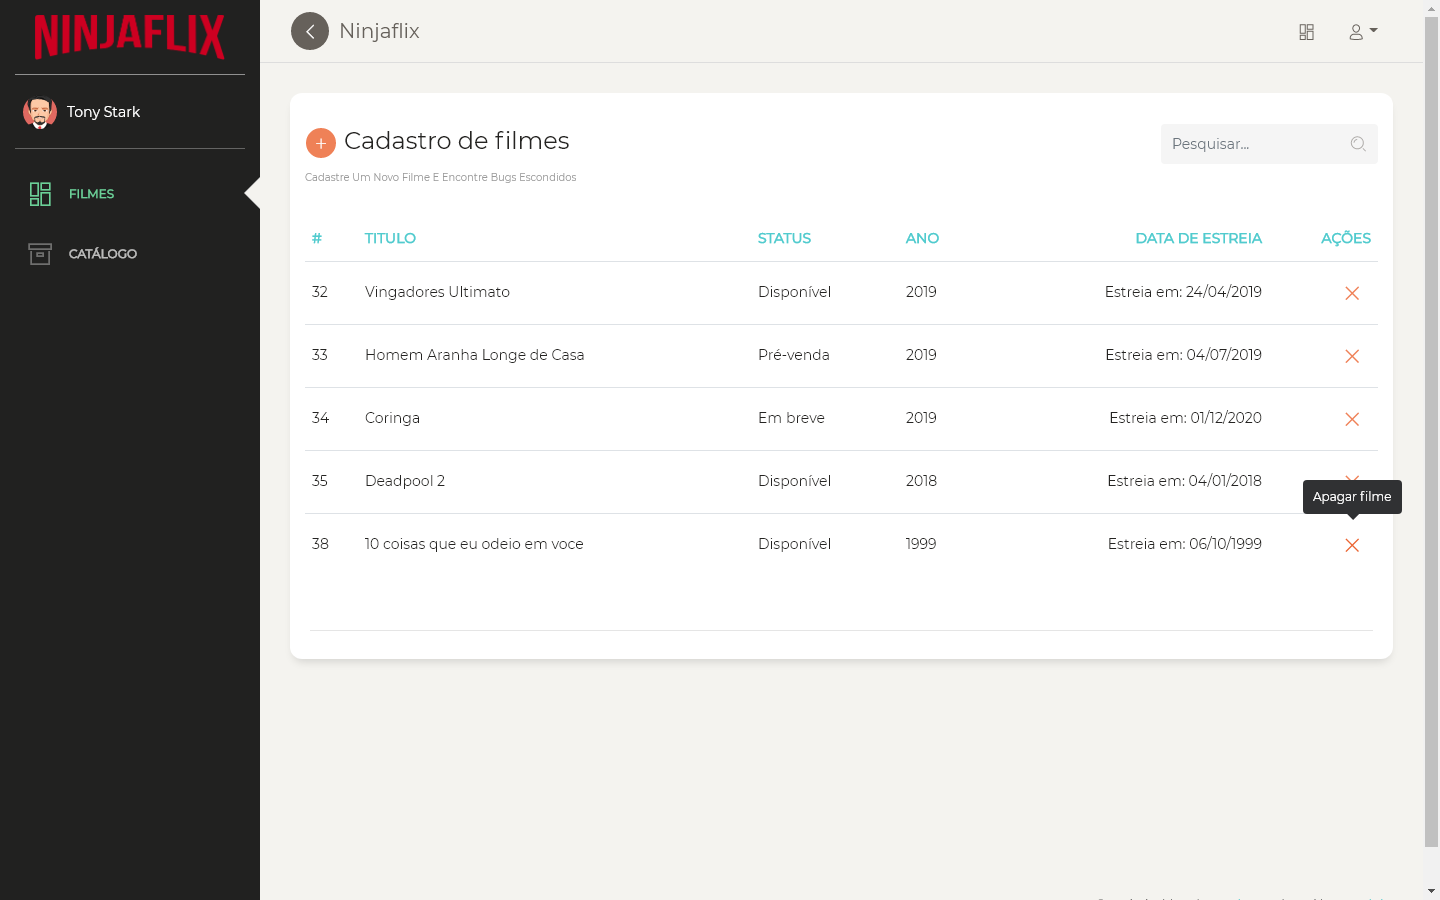 NINJAFLIX
Ninjaflix
Tony Stark
FILMES
CATÁLOGO
+ Cadastro de filmes
Pesquisar...
Cadastre Um Novo Filme E Encontre Bugs Escondidos
# TITULO STATUS ANO DATA DE ESTREIA AÇÕES
32 Vingadores Ultimato Disponível 2019 Estreia em: 24/04/2019
33 Homem Aranha Longe de Casa Pré-venda 2019 Estreia em: 04/07/2019
34 Coringa Em breve 2019 Estreia em: 01/12/2020
35 Deadpool 2 Disponível 2018 Estreia em: 04/01/2018
Apagar filme
38 10 coisas que eu odeio em voce Disponível 1999 Estreia em: 06/10/1999